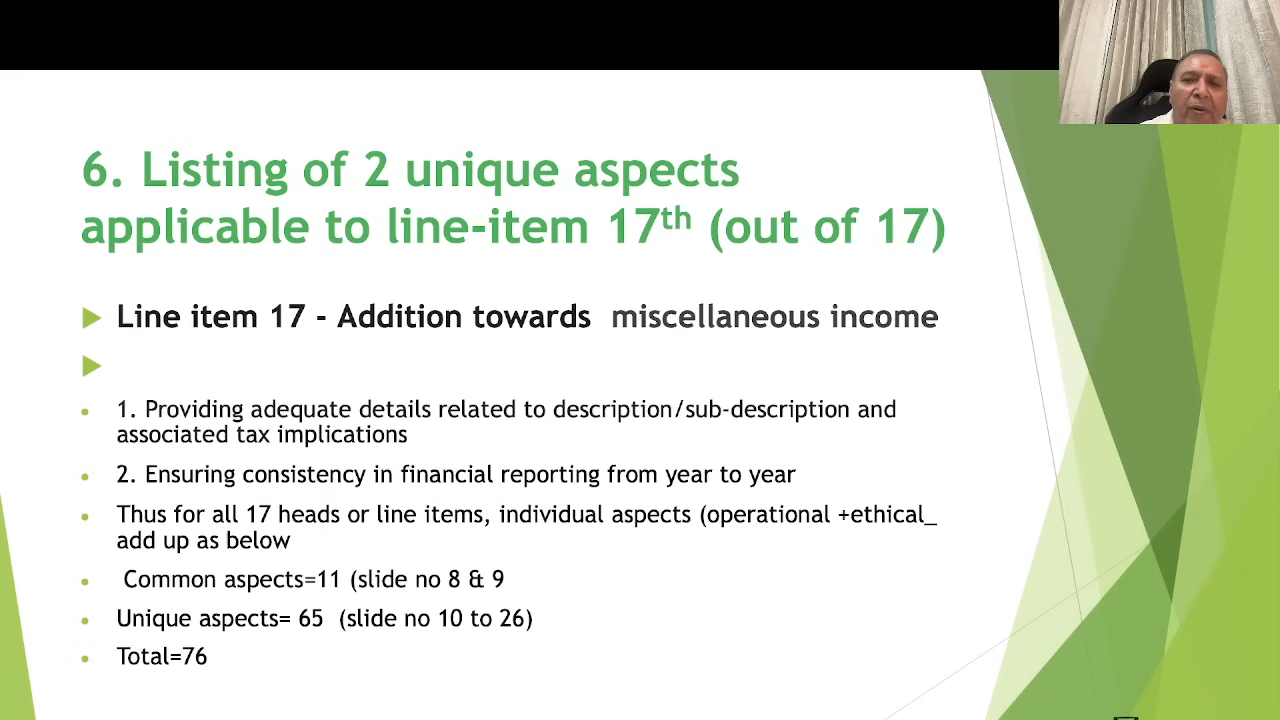 6. Listing of 2 unique aspects
applicable to line-item 17th (out of 17)
Line item 17 - Addition towards miscellaneous income
1. Providing adequate details related to description/sub-description and
associated tax implications
2. Ensuring consistency in financial reporting from year to year
Thus for all 17 heads or line items, individual aspects (operational +ethical_
add up as below
Common aspects=11 (slide no 8 & 9
Unique aspects= 65 (slide no 10 to 26)
Total=76